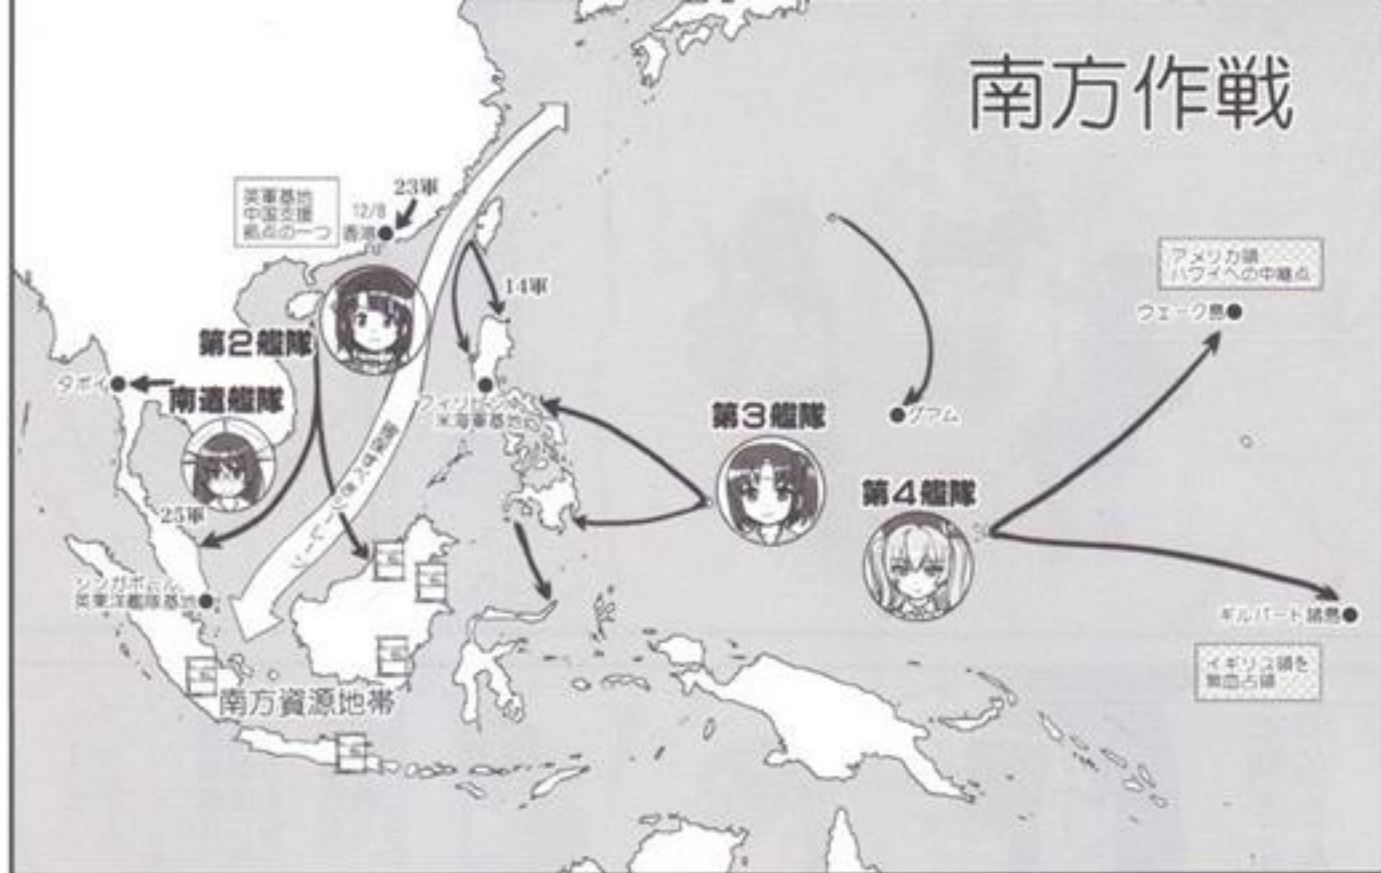 南方作戦
英軍基地
中国支援
拠点の一つ
12/8
香港
23軍
14軍
アメリカ領
ハワイへの中継点
ウェーク島
第2艦隊
タボイ
南遣艦隊
フィリピン
米海軍基地
第3艦隊
グアム
第4艦隊
25軍
シンガポール
英東洋艦隊基地
ギルバート諸島
イギリス領を
無血占領
南方資源地帯